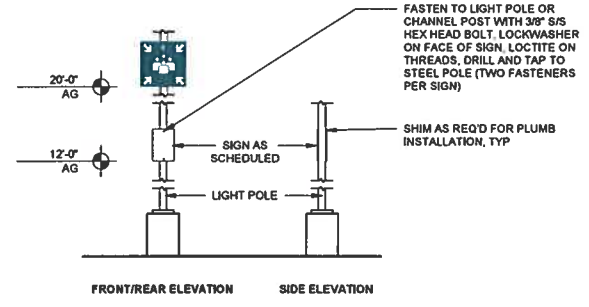 FASTEN TO LIGHT POLE OR
CHANNEL POST WITH 3/8" S/S
HEX HEAD BOLT, LOCKWASHER
ON FACE OF SIGN, LOCTITE ON
THREADS, DRILL AND TAP TO
STEEL POLE (TWO FASTENERS
PER SIGN)
20'-0"
AG
SHIM AS REQ'D FOR PLUMB
INSTALLATION, TYP
SIGN AS
SCHEDULED
12'-0"
AG
LIGHT POLE
FRONT/REAR ELEVATION
SIDE ELEVATION